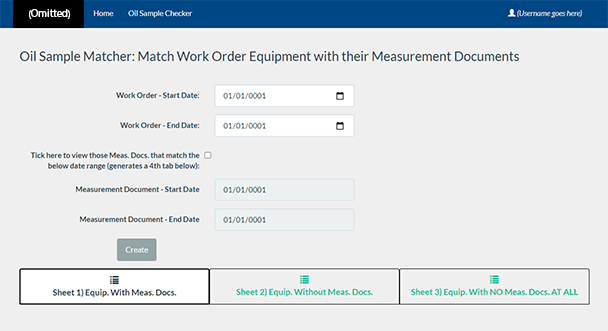 (Omitted) Home Oil Sample Checker (Username goes here)
Oil Sample Matcher: Match Work Order Equipment with their Measurement Documents
Work Order - Start Date: 01/01/0001
Work Order - End Date: 01/01/0001
Tick here to view those Meas. Docs. that match the
below date range (generates a 4th tab below):
Measurement Document - Start Date 01/01/0001
Measurement Document - End Date 01/01/0001
Create
Sheet 1) Equip. With Meas. Docs. Sheet 2) Equip. Without Meas. Docs. Sheet 3) Equip. With NO Meas. Docs. AT ALL